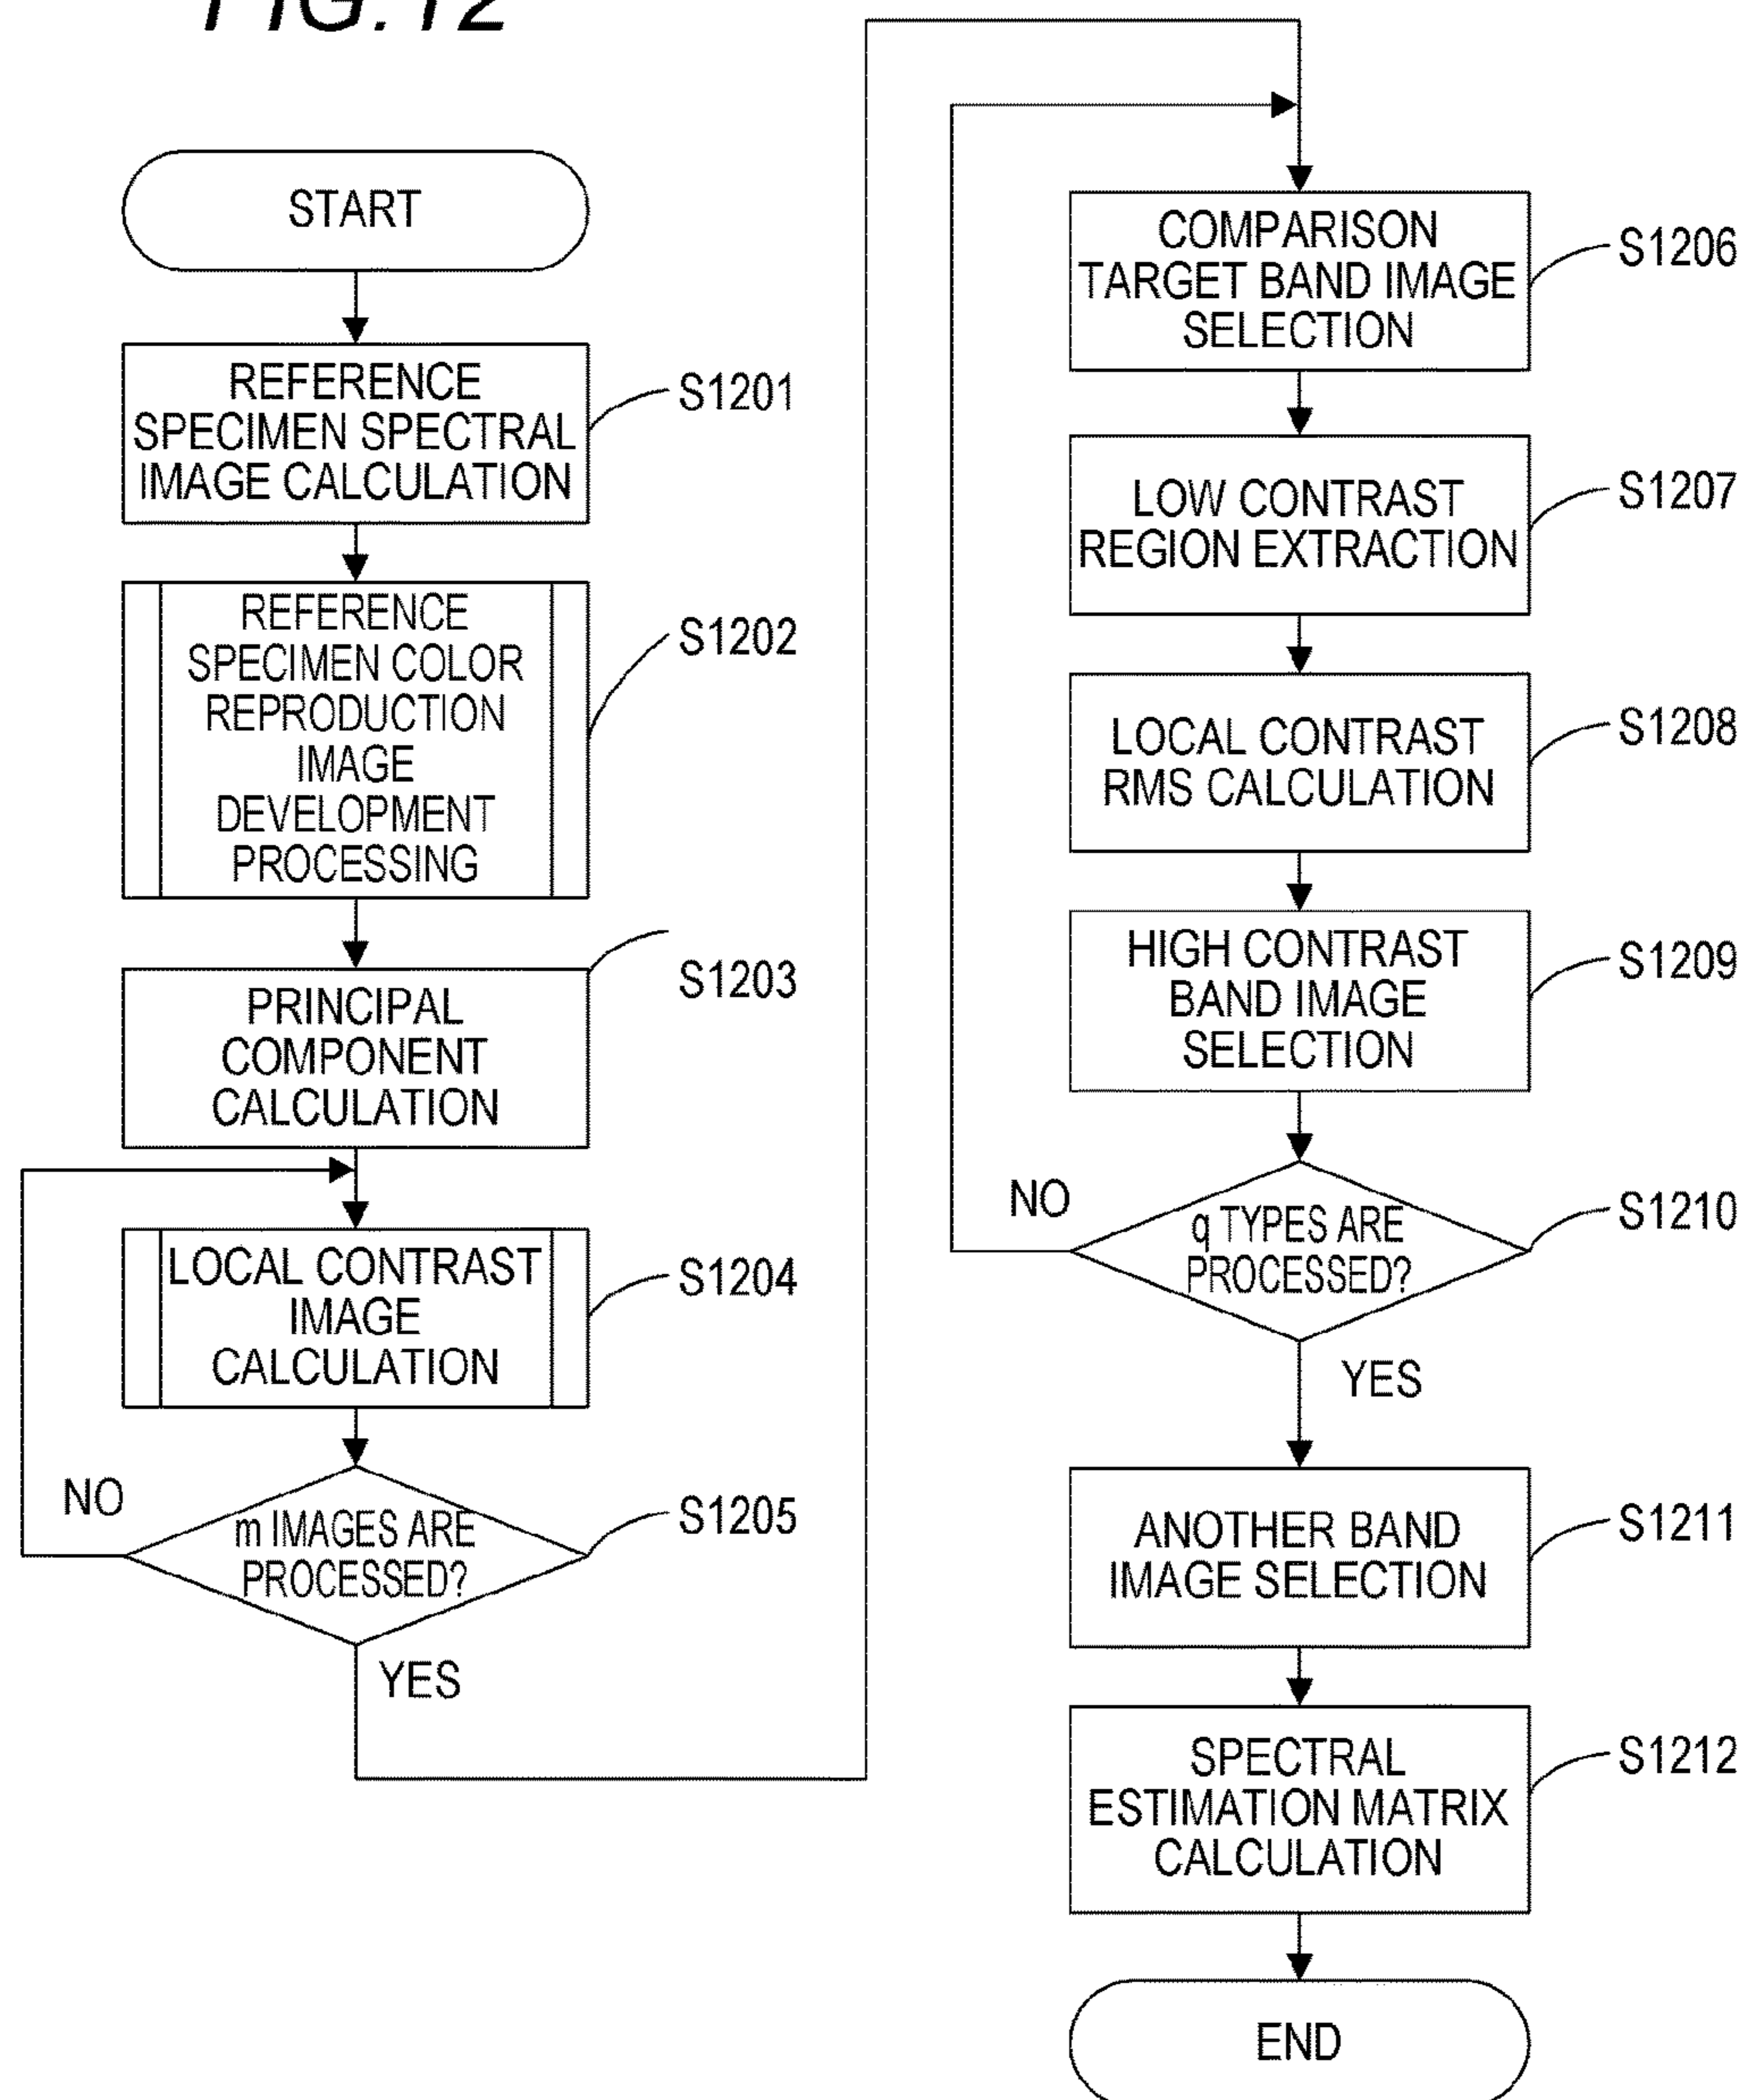 FIG.12
START
REFERENCE
SPECIMEN SPECTRAL
IMAGE CALCULATION
S1201
REFERENCE
SPECIMEN COLOR
REPRODUCTION
IMAGE
DEVELOPMENT
PROCESSING
S1202
PRINCIPAL
COMPONENT
CALCULATION
S1203
LOCAL CONTRAST
IMAGE
CALCULATION
S1204
m IMAGES ARE
PROCESSED?
S1205
NO
YES
COMPARISON
TARGET BAND IMAGE
SELECTION
S1206
LOW CONTRAST
REGION EXTRACTION
S1207
LOCAL CONTRAST
RMS CALCULATION
S1208
HIGH CONTRAST
BAND IMAGE
SELECTION
S1209
q TYPES ARE
PROCESSED?
S1210
NO
YES
ANOTHER BAND
IMAGE SELECTION
S1211
SPECTRAL
ESTIMATION MATRIX
CALCULATION
S1212
END